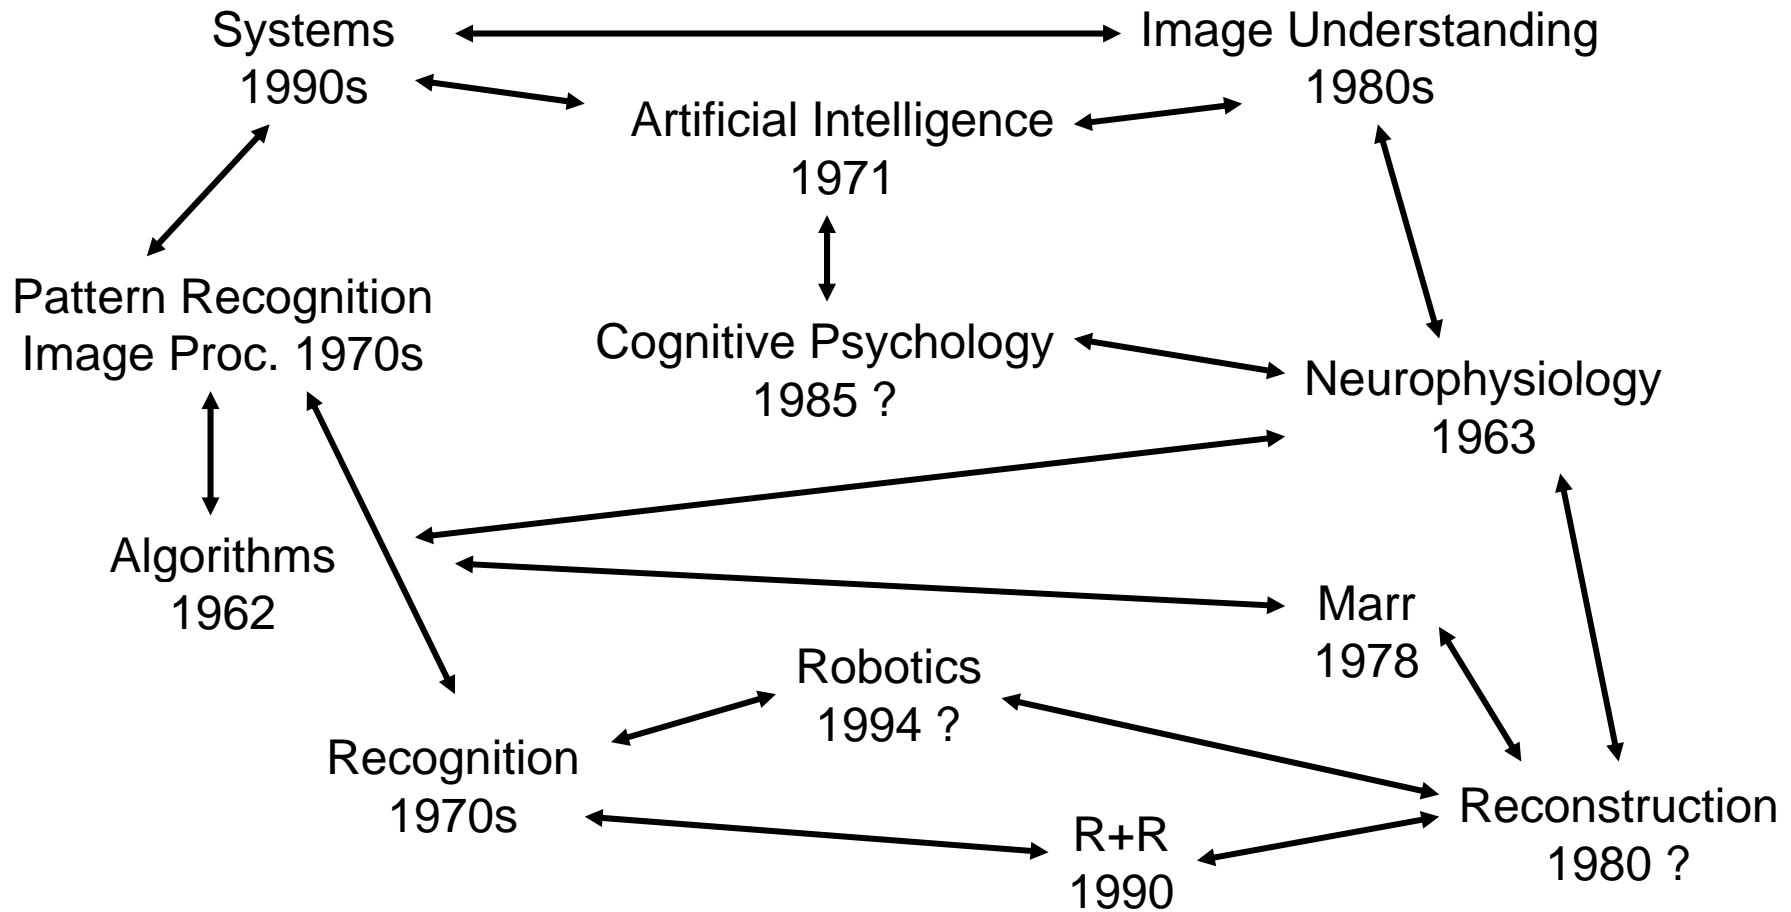 Systems
1990s
Image Understanding
1980s
Artificial Intelligence
1971
Pattern Recognition
Image Proc. 1970s
Cognitive Psychology
1985 ?
Neurophysiology
1963
Algorithms
1962
Marr
1978
Robotics
1994 ?
Recognition
1970s
R+R
1990
Reconstruction
1980 ?